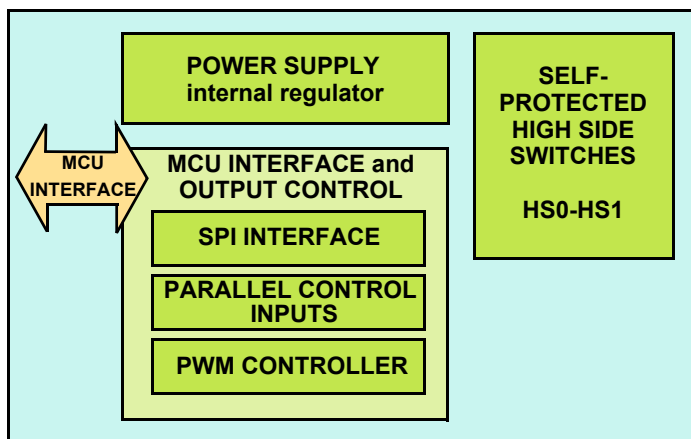 POWER SUPPLY
internal regulator
SELF-
PROTECTED
HIGH SIDE
SWITCHES
HS0-HS1
MCU
INTERFACE
MCU INTERFACE and
OUTPUT CONTROL
SPI INTERFACE
PARALLEL CONTROL
INPUTS
PWM CONTROLLER